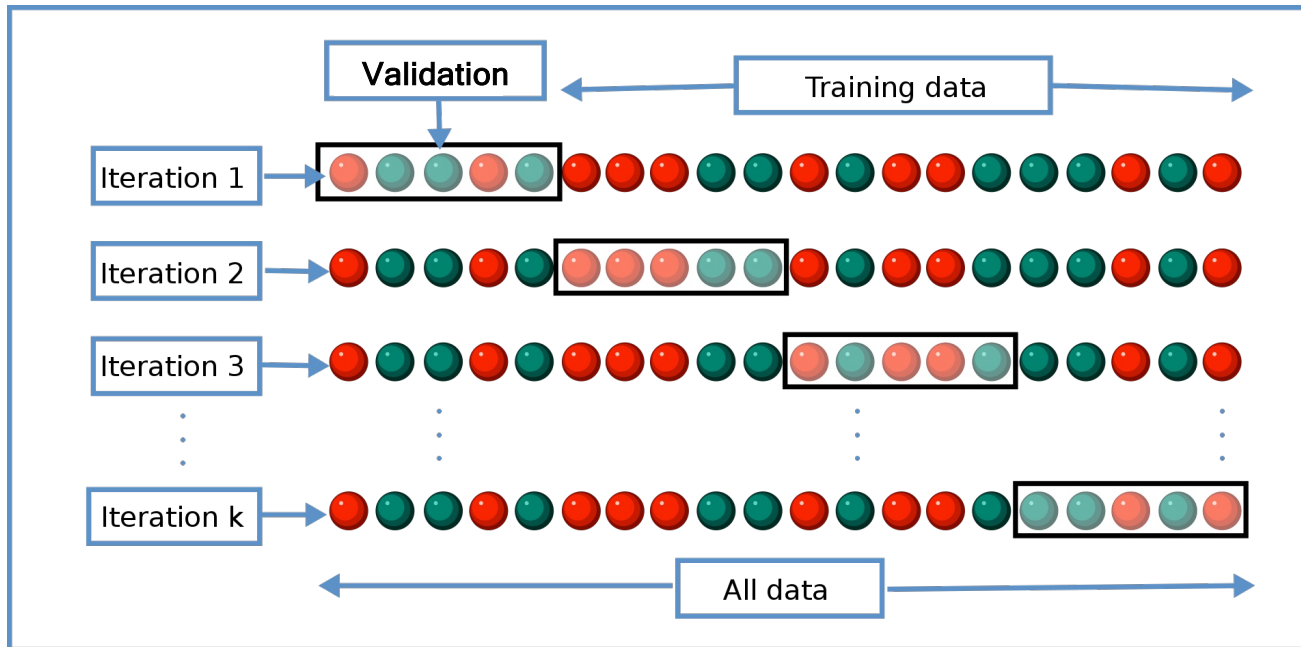 Validation
Training data
Iteration 1
Iteration 2
Iteration 3
Iteration k
All data